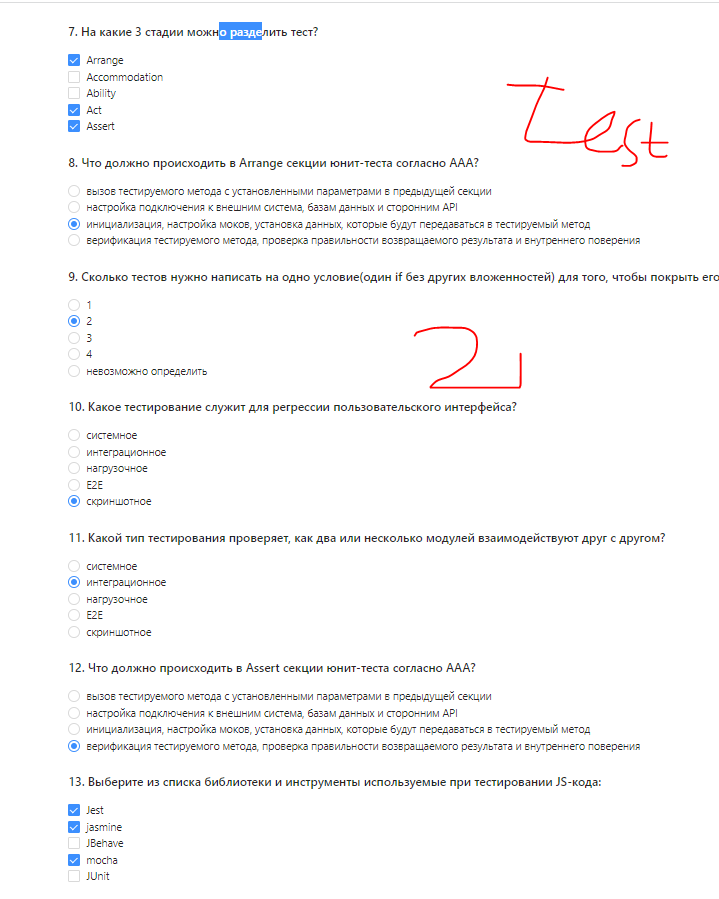 7. На какие 3 стадии можно разделить тест?
Arrange
Accommodation
Ability
Act
Assert
Test
8. Что должно происходить в Arrange секции юнит-теста согласно AAA?
вызов тестируемого метода с установленными параметрами в предыдущей секции
настройка подключения к внешним система, базам данных и сторонним API
инициализация, настройка моков, установка данных, которые будут передаваться в тестируемый метод
верификация тестируемого метода, проверка правильности возвращаемого результата и внутреннего поверения
9. Сколько тестов нужно написать на одно условие(один if без других вложенностей) для того, чтобы покрыть его
1
2
3
4
невозможно определить
2
10. Какое тестирование служит для регрессии пользовательского интерфейса?
системное
интеграционное
нагрузочное
E2E
скриншотное
11. Какой тип тестирования проверяет, как два или несколько модулей взаимодействуют друг с другом?
системное
интеграционное
нагрузочное
E2E
скриншотное
12. Что должно происходить в Assert секции юнит-теста согласно AAA?
вызов тестируемого метода с установленными параметрами в предыдущей секции
настройка подключения к внешним система, базам данных и сторонним API
инициализация, настройка моков, установка данных, которые будут передаваться в тестируемый метод
верификация тестируемого метода, проверка правильности возвращаемого результата и внутреннего поверения
13. Выберите из списка библиотеки и инструменты используемые при тестировании JS-кода:
Jest
jasmine
JBehave
mocha
JUnit